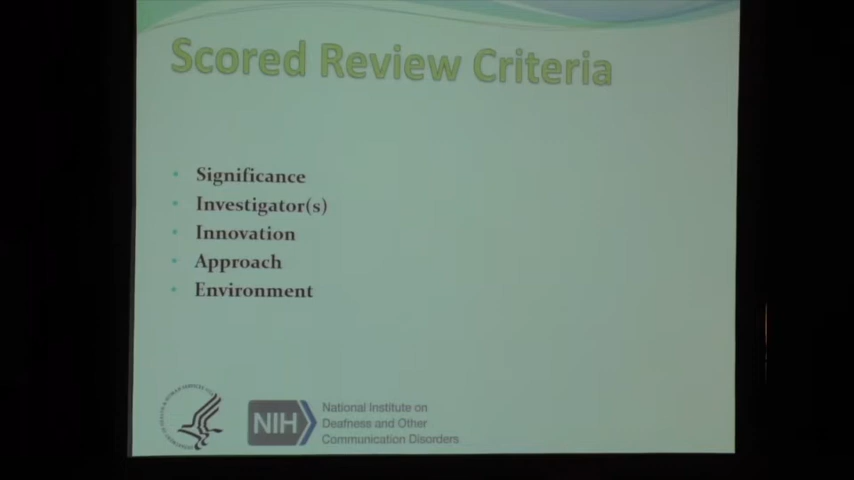 Scored Review Criteria
• Significance
• Investigator(s)
• Innovation
• Approach
• Environment
NIH
National Institute on
Deafness and Other
Communication Disorders